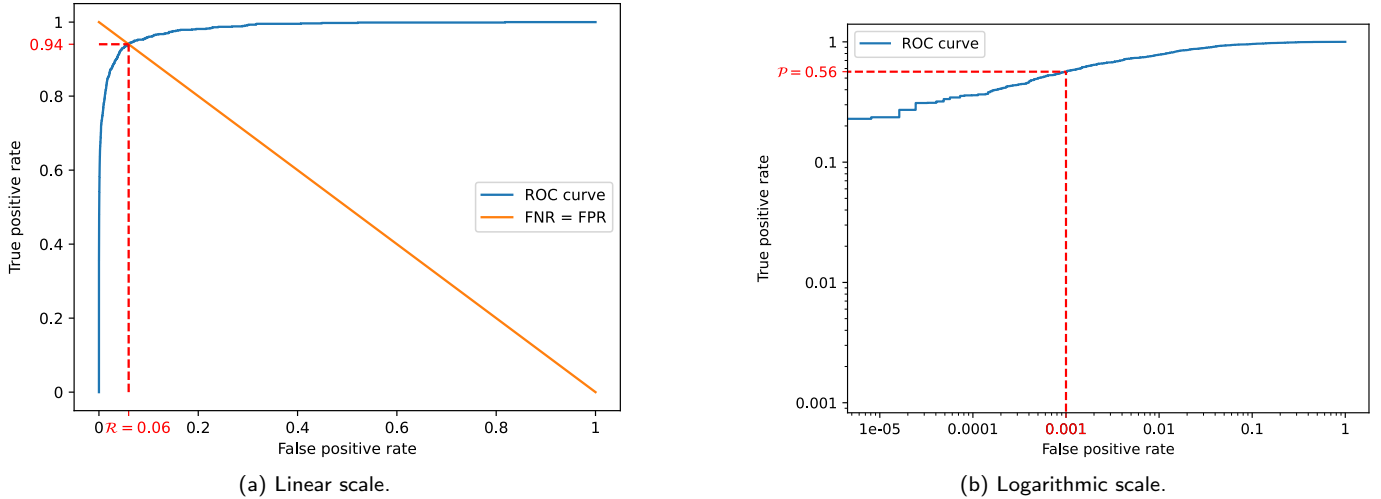 1
0.94
0.8
0.6
0.4
0.2
0
True positive rate
ROC curve
FNR = FPR
0
R = 0.06
0.2
0.4
0.6
0.8
1
False positive rate
(a) Linear scale.
1
P = 0.56
0.1
0.01
0.001
True positive rate
ROC curve
1e-05
0.0001
0.001
0.01
0.1
1
False positive rate
(b) Logarithmic scale.